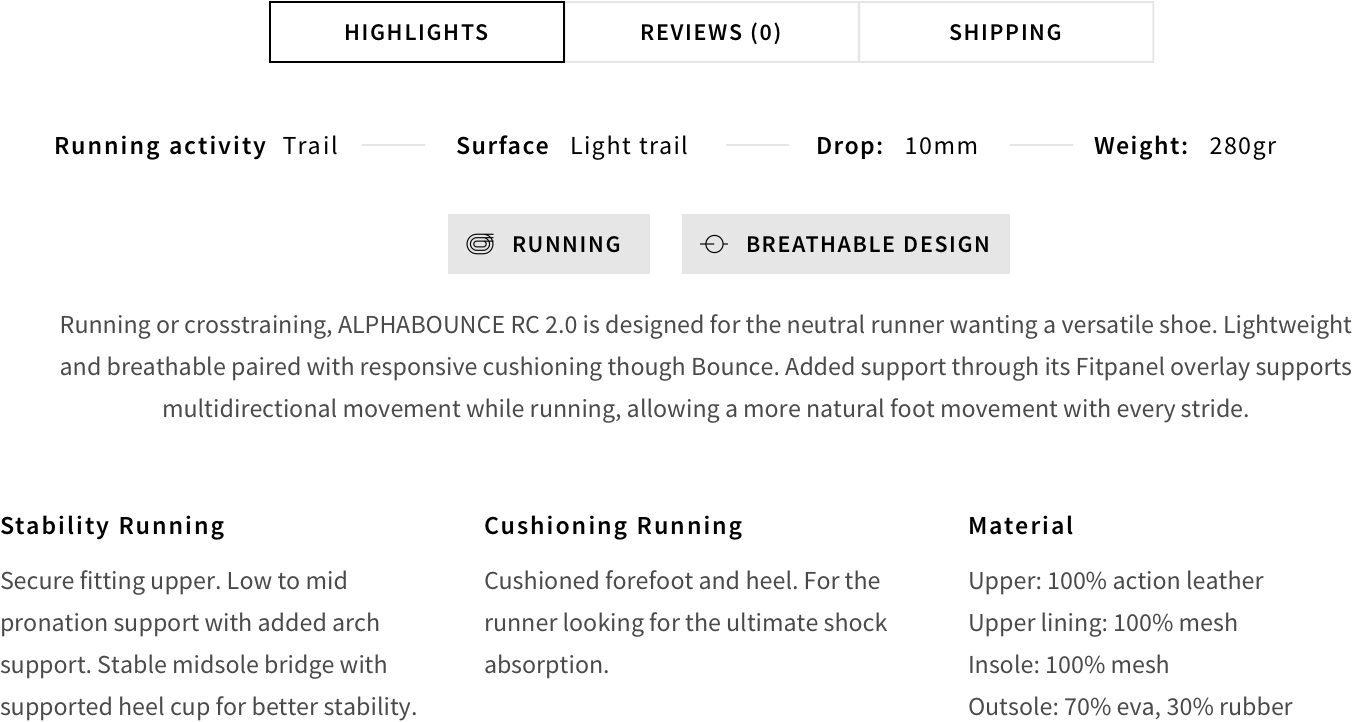 HIGHLIGHTS REVIEWS (0) SHIPPING
Running activity Trail Surface Light trail Drop: 10mm Weight: 280gr
RUNNING BREATHABLE DESIGN
Running or crosstraining, ALPHABOUNCE RC 2.0 is designed for the neutral runner wanting a versatile shoe. Lightweight
and breathable paired with responsive cushioning though Bounce. Added support through its Fitpanel overlay supports
multidirectional movement while running, allowing a more natural foot movement with every stride.
Stability Running
Secure fitting upper. Low to mid
pronation support with added arch
support. Stable midsole bridge with
supported heel cup for better stability.
Cushioning Running
Cushioned forefoot and heel. For the
runner looking for the ultimate shock
absorption.
Material
Upper: 100% action leather
Upper lining: 100% mesh
Insole: 100% mesh
Outsole: 70% eva, 30% rubber